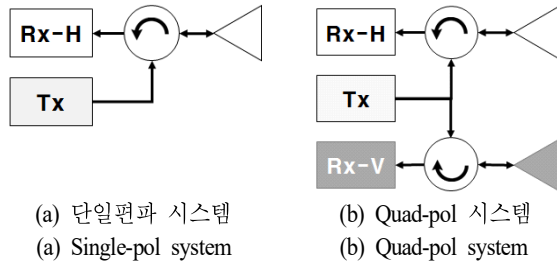 Rx-H
Tx
Rx-H
Tx
Rx-V
(a) 단일편파 시스템
(a) Single-pol system
(b) Quad-pol 시스템
(b) Quad-pol system